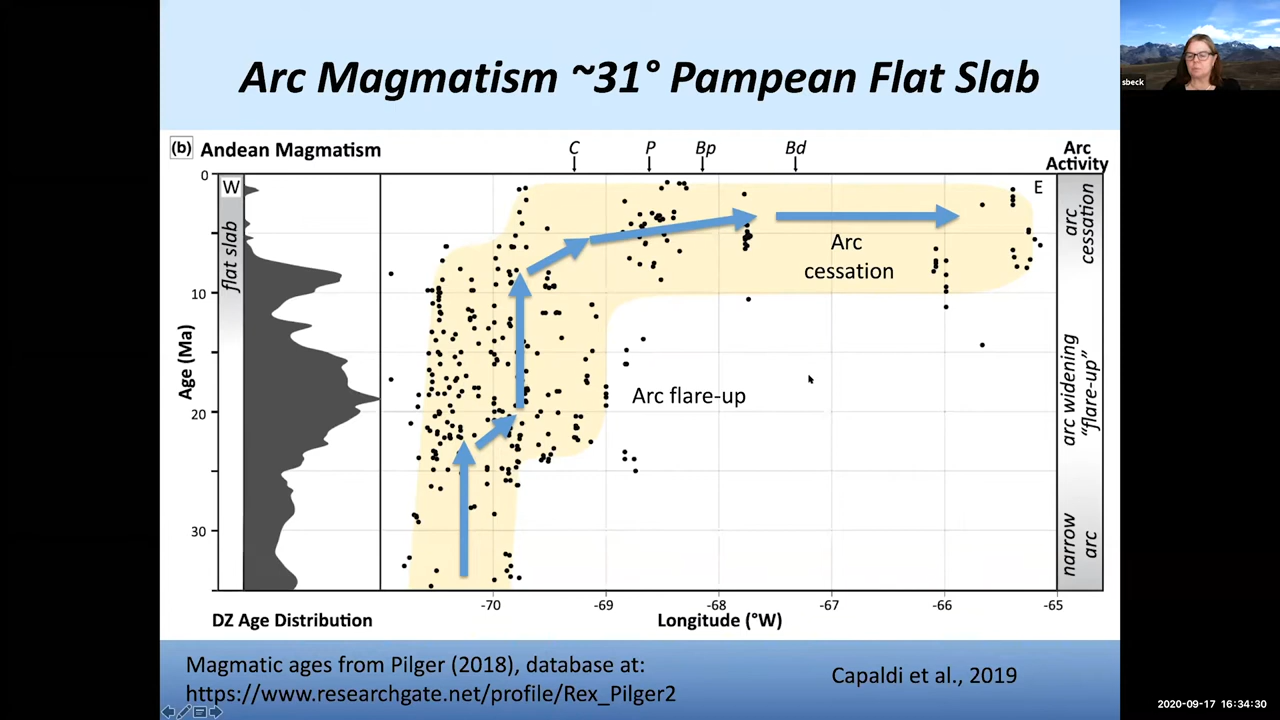 Arc Magmatism ~31° Pampean Flat Slab
sbeck
(b) Andean Magmatism
C P Bp Bd
Arc
Activity
0
W
E
10
20
30
Age (Ma)
flat slab
Arc
cessation
Arc flare-up
arc
cessation
arc widening
“flare-up”
narrow
arc
-70 -69 -68 -67 -66 -65
DZ Age Distribution
Longitude (°W)
Magmatic ages from Pilger (2018), database at:
https://www.researchgate.net/profile/Rex_Pilger2
Capaldi et al., 2019
2020-09-17 16:34:30